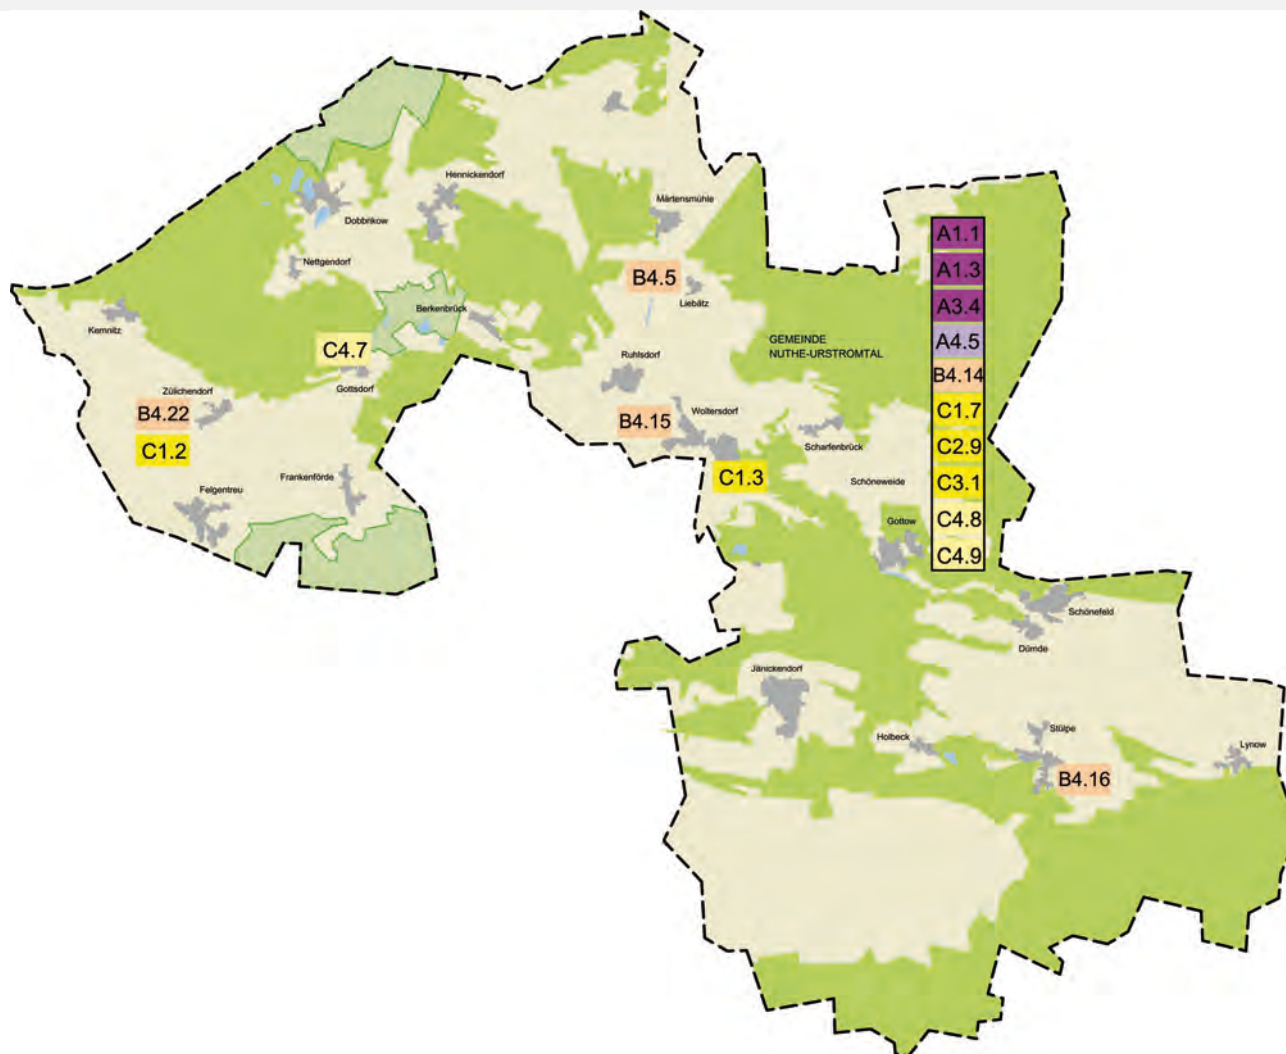 Hennickendorf
Märtensmühle
Dobbrikow
A1.1
A1.3
A3.4
A4.5
B4.14
C1.7
C2.9
C3.1
C4.8
C4.9
Nettgendorf
B4.5
Liebätz
Berkenbrück
Kemnitz
GEMEINDE
NUTHE-URSTROMTAL
C4.7
Ruhlsdorf
Gottsdorf
Zülichendorf
B4.22
B4.15
Woltersdorf
C1.2
Scharfenbrück
Frankenförde
C1.3
Schöneweide
Felgentreu
Gottow
Schönefeld
Dümde
Jänickendorf
Holbeck
Stülpe
Lynow
B4.16